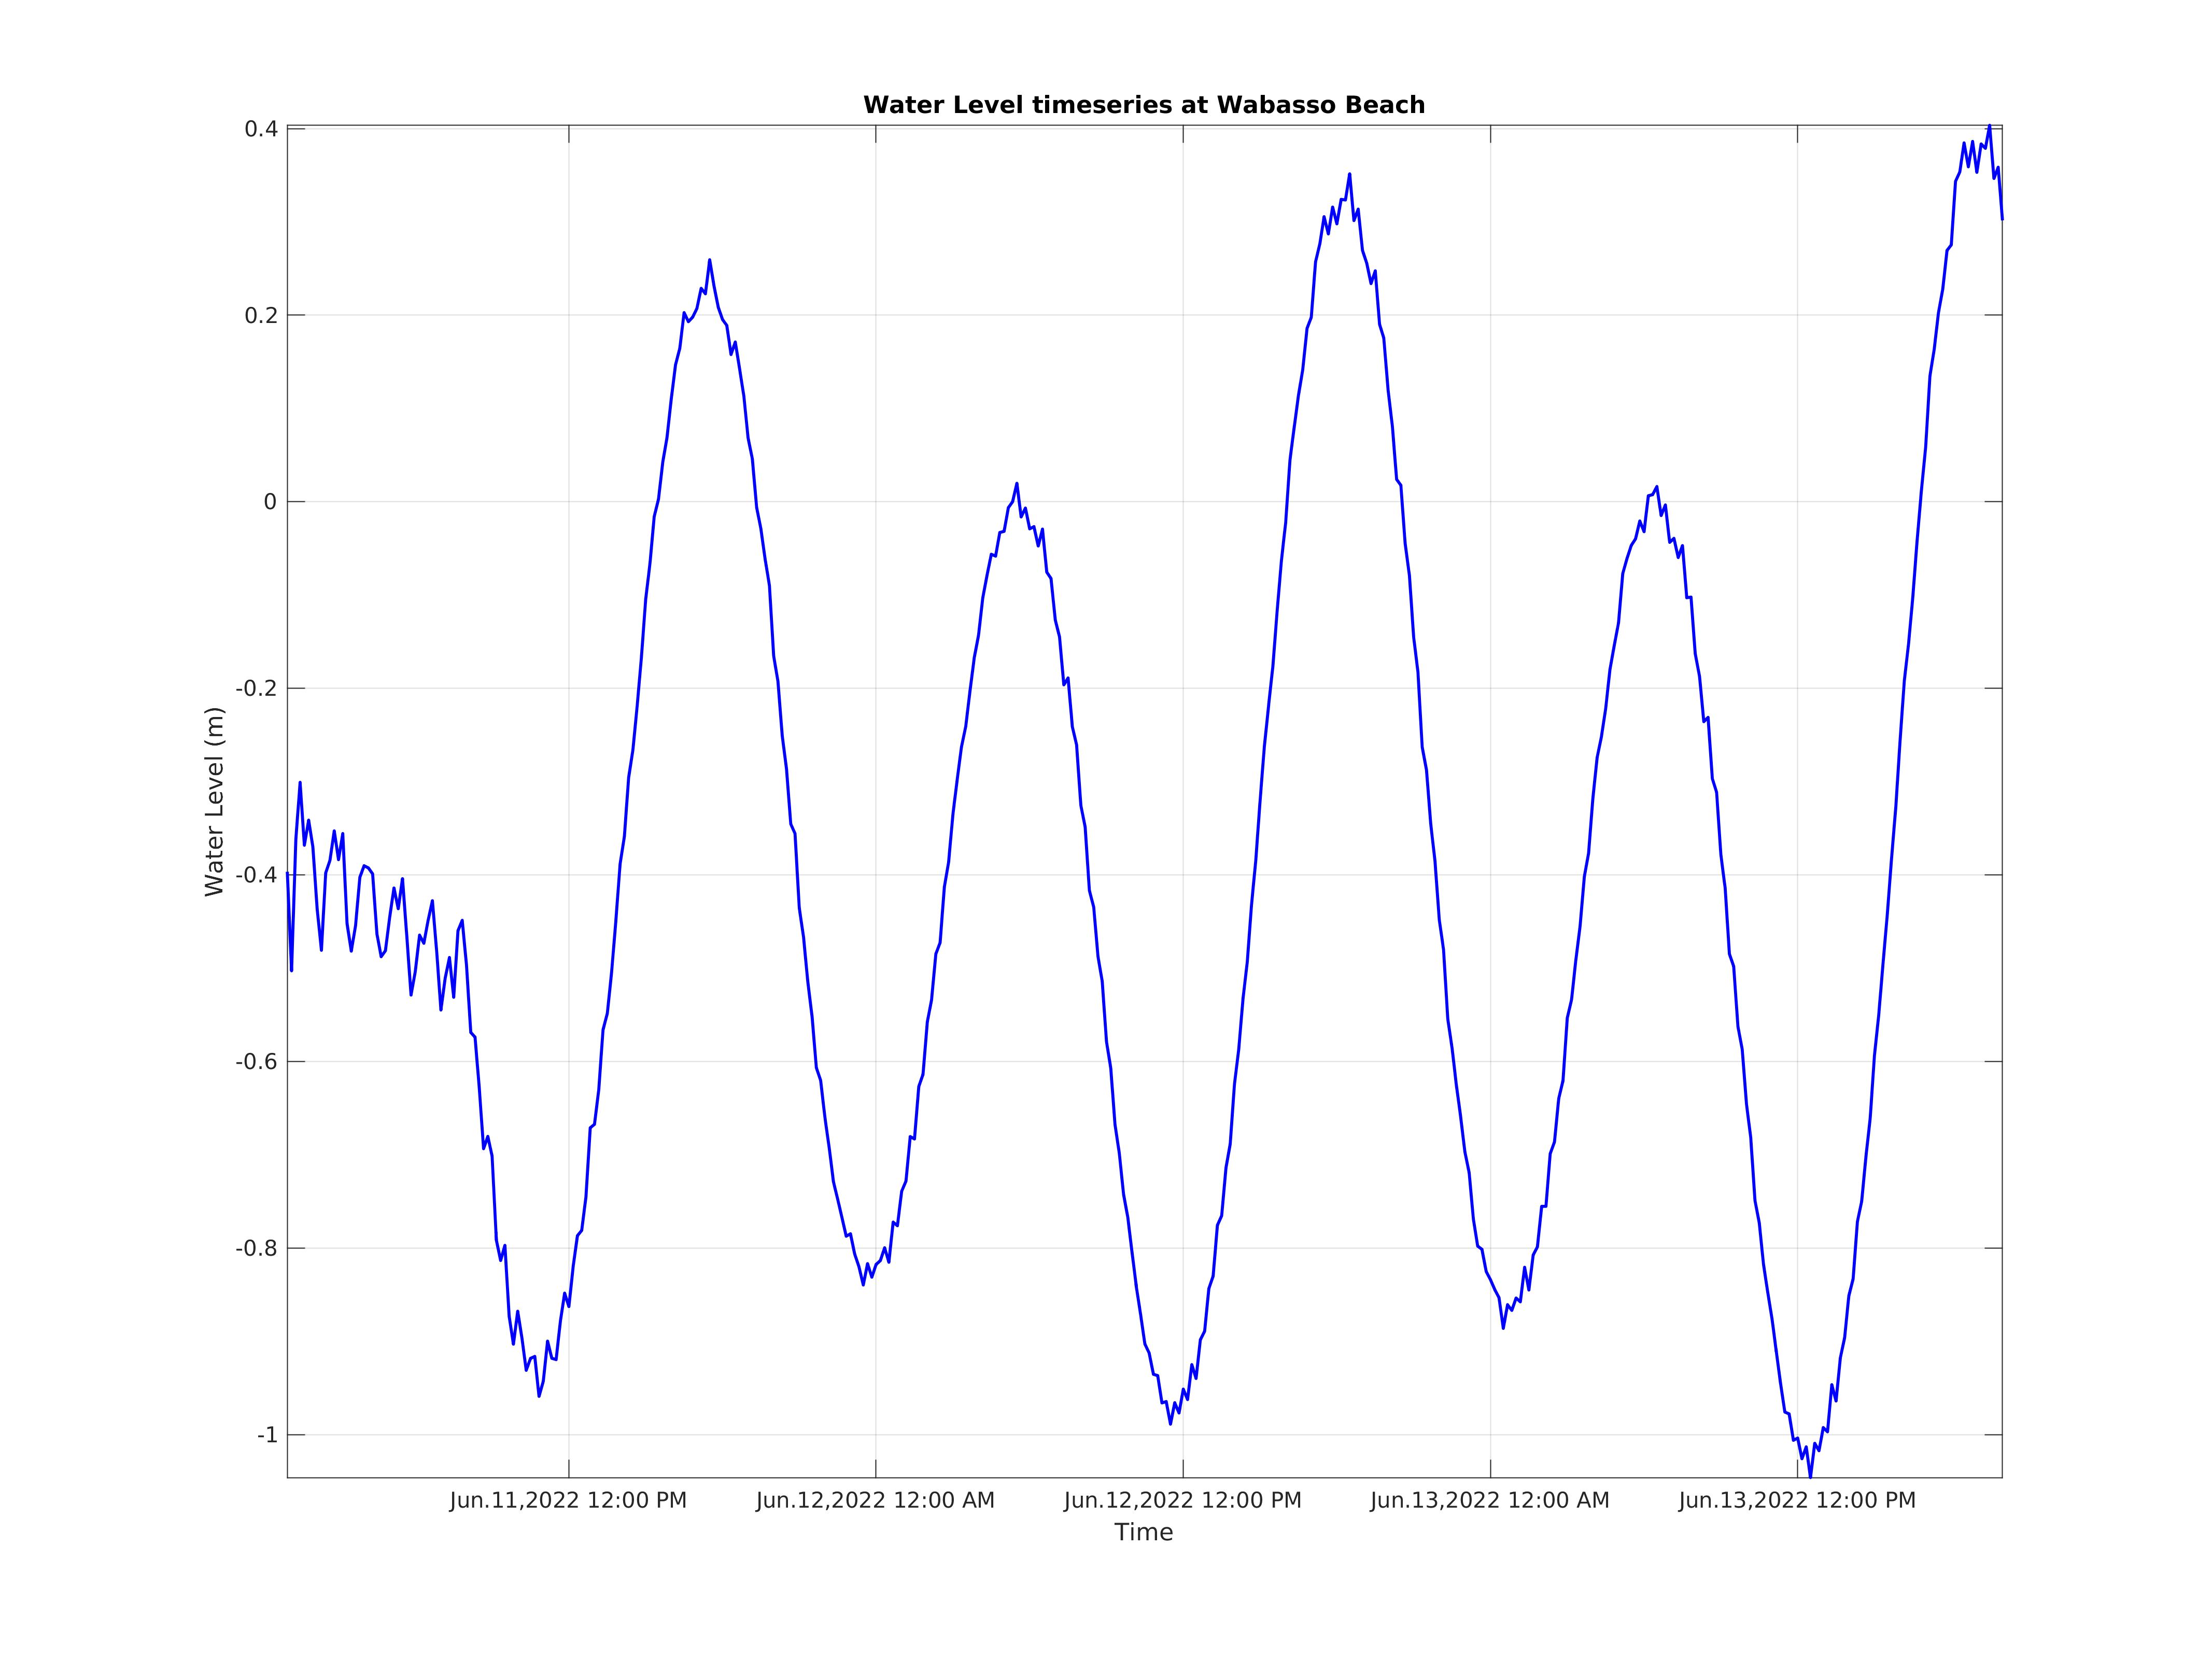 Water Level timeseries at Wabasso Beach
0.4
0.2
0
-0.2
-0.4
-0.6
-0.8
-1
Water Level (m)
Jun.11,2022 12:00 PM
Jun.12,2022 12:00 AM
Jun.12,2022 12:00 PM
Jun.13,2022 12:00 AM
Jun.13,2022 12:00 PM
Time